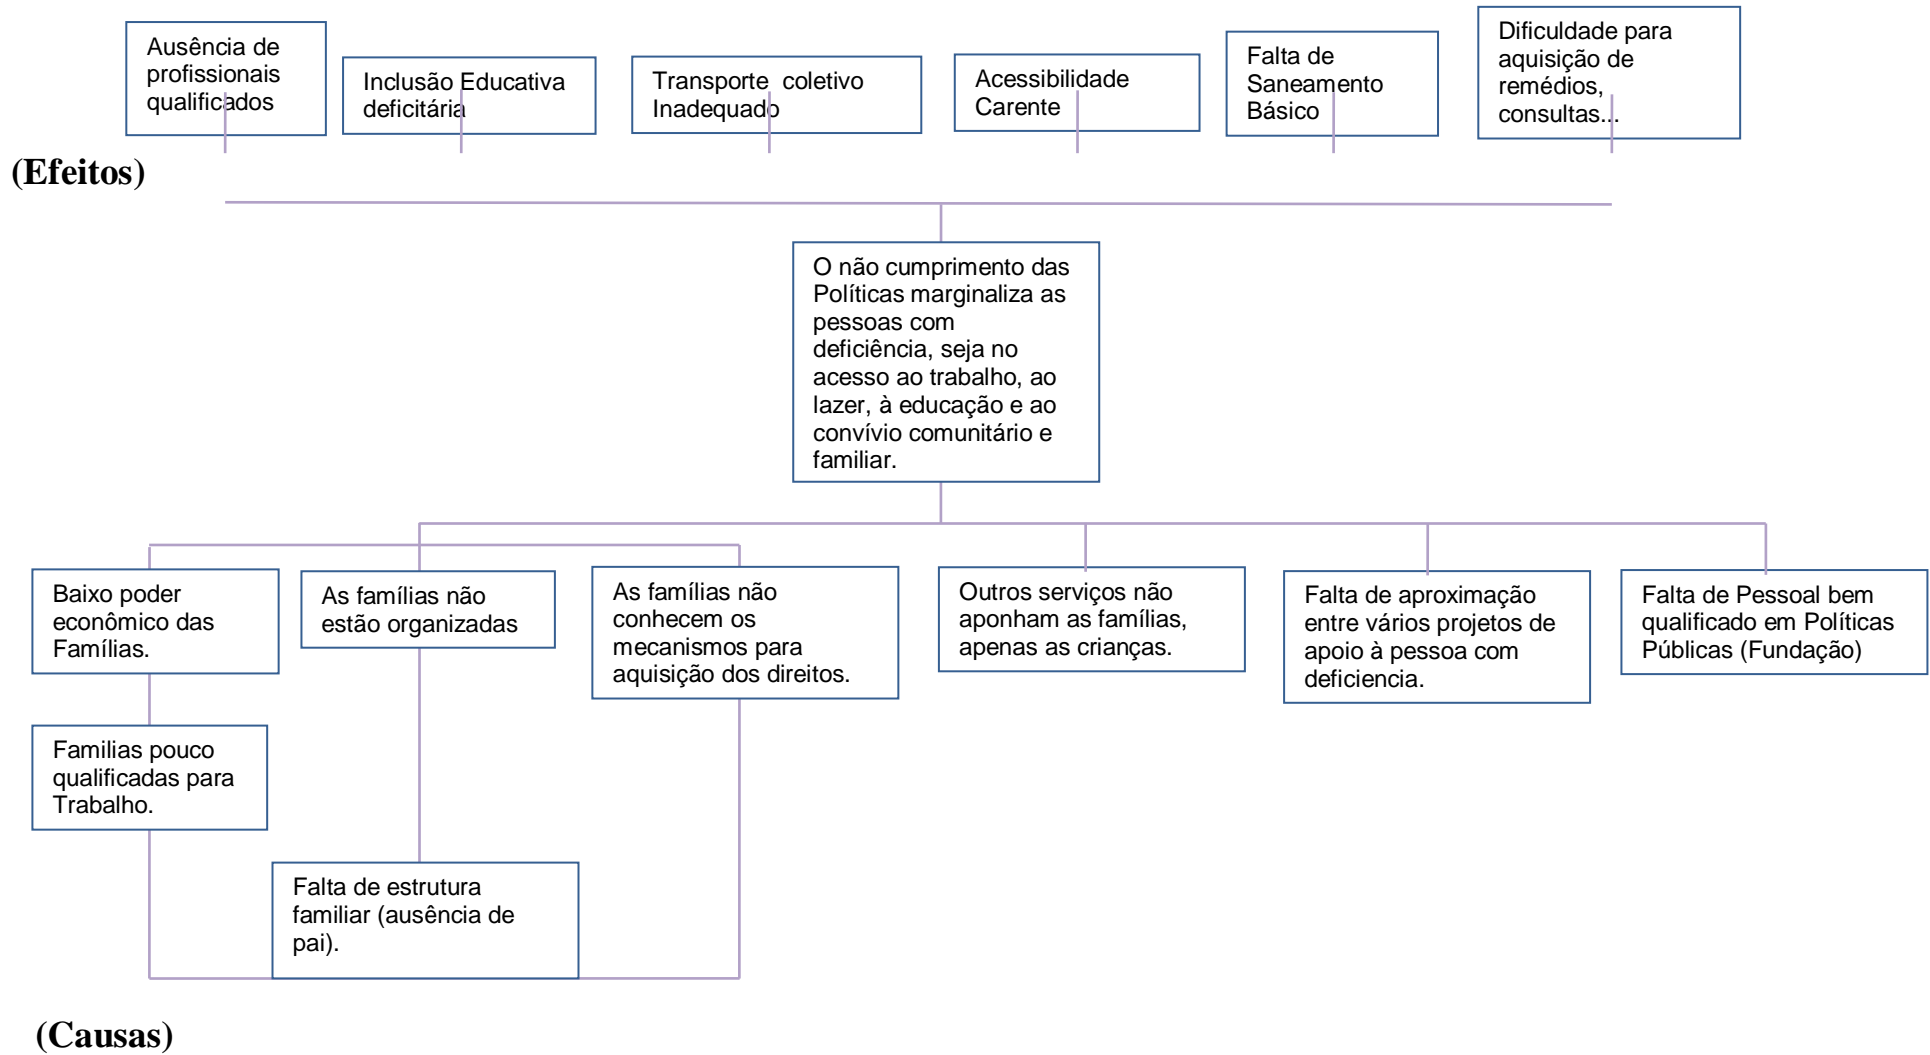 Ausência de
profissionais
qualificados
Inclusão Educativa
deficitária
Transporte coletivo
Inadequado
Acessibilidade
Carente
Falta de
Saneamento
Básico
Dificuldade para
aquisição de
remédios,
consultas...
(Efeitos)
O não cumprimento das
Políticas marginaliza as
pessoas com
deficiência, seja no
acesso ao trabalho, ao
lazer, à educação e ao
convívio comunitário e
familiar.
Baixo poder
econômico das
Famílias.
As famílias não
estão organizadas
As famílias não
conhecem os
mecanismos para
aquisição dos direitos.
Outros serviços não
aponham as famílias,
apenas as crianças.
Falta de aproximação
entre vários projetos de
apoio à pessoa com
deficiencia.
Falta de Pessoal bem
qualificado em Políticas
Públicas (Fundação)
Familias pouco
qualificadas para
Trabalho.
Falta de estrutura
familiar (ausência de
pai).
(Causas)